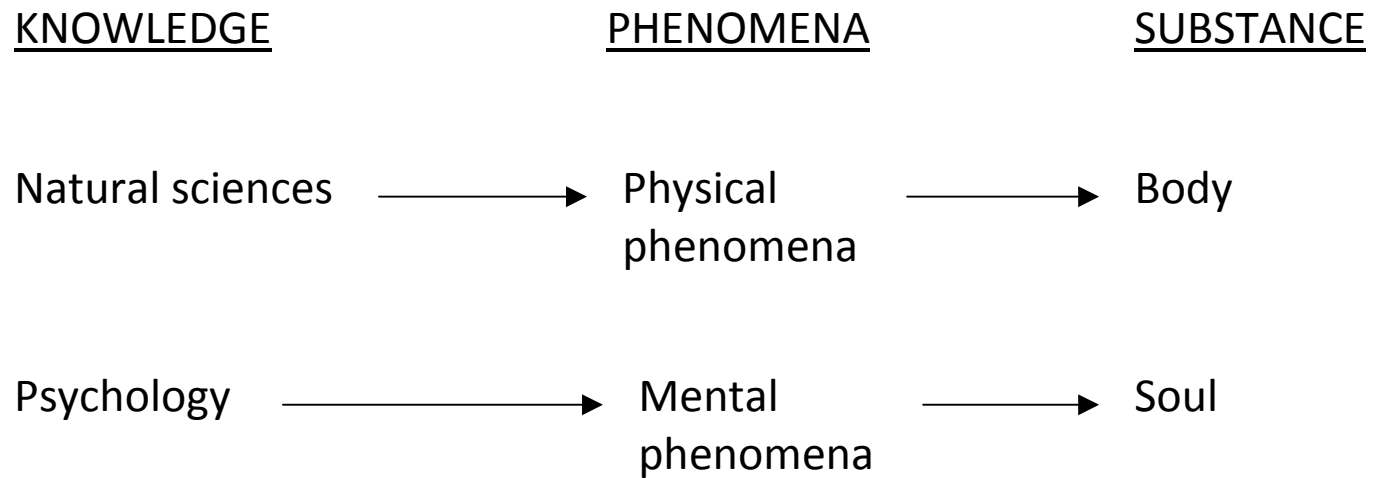 KNOWLEDGE PHENOMENA SUBSTANCE
Natural sciences Physical phenomena Body
Psychology Mental phenomena Soul